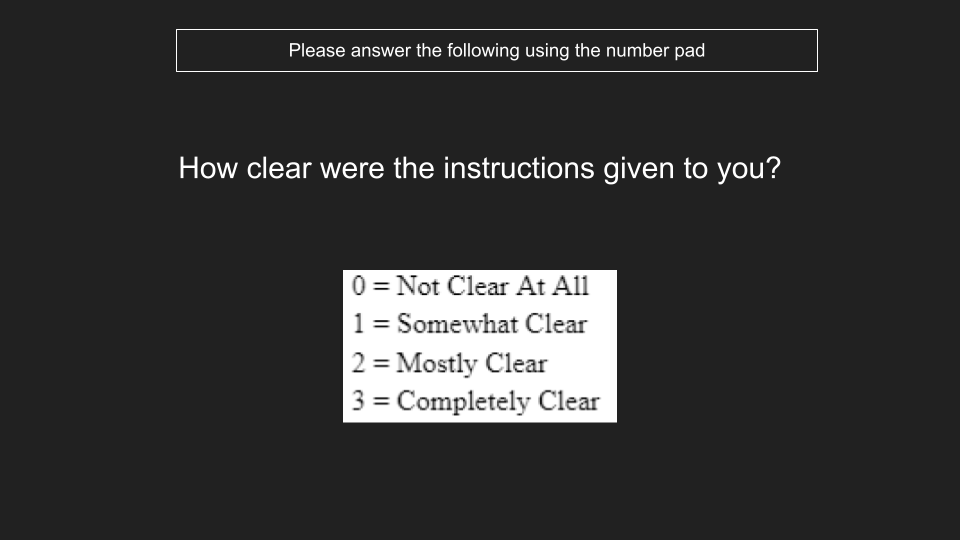 Please answer the following using the number pad
How clear were the instructions given to you?
0 = Not Clear At All
1 = Somewhat Clear
2 = Mostly Clear
3 = Completely Clear